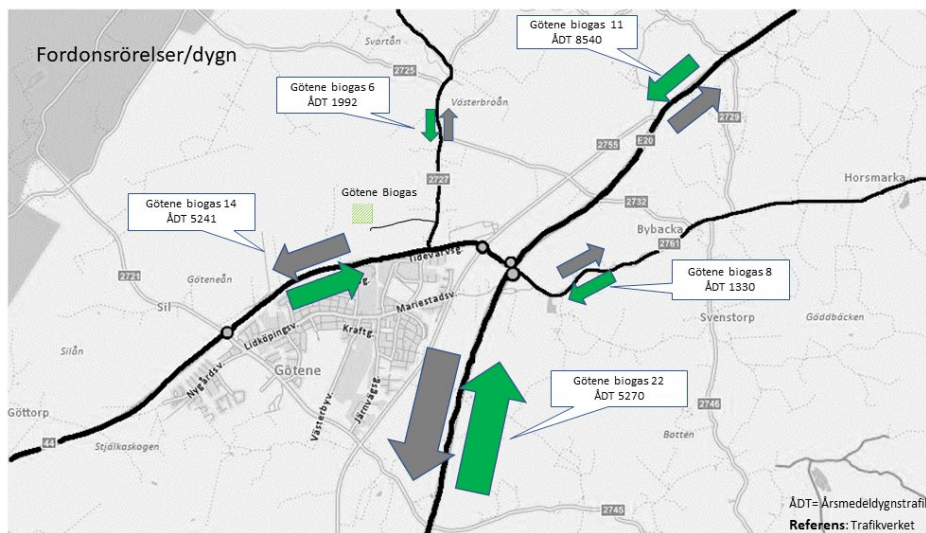 Fordonsrörelser/dygn
Götene biogas 11
ÅDT 8540
Svartån
2725
Götene biogas 6
ÅDT 1992
Västerbroån
2729
2755
E20
2727
Horsmarka
Götene Biogas
2732
Götene biogas 14
ÅDT 5241
Bybacka
2761
Tidevarvsg.
2721
Göteneån
Götene biogas 8
ÅDT 1330
Sil
Mariestadsv.
Lidköpingsv.
Kraftg.
Svenstorp
Gåddbäcken
Silån
Nygårdsv.
Götene
Västerbyv.
Järnvägsg.
Götene biogas 22
ÅDT 5270
2746
Göttorp
44
Stjälkaskogen
Batten
ÅDT= Årsmedeldygnstrafik
2745
Referens: Trafikverket